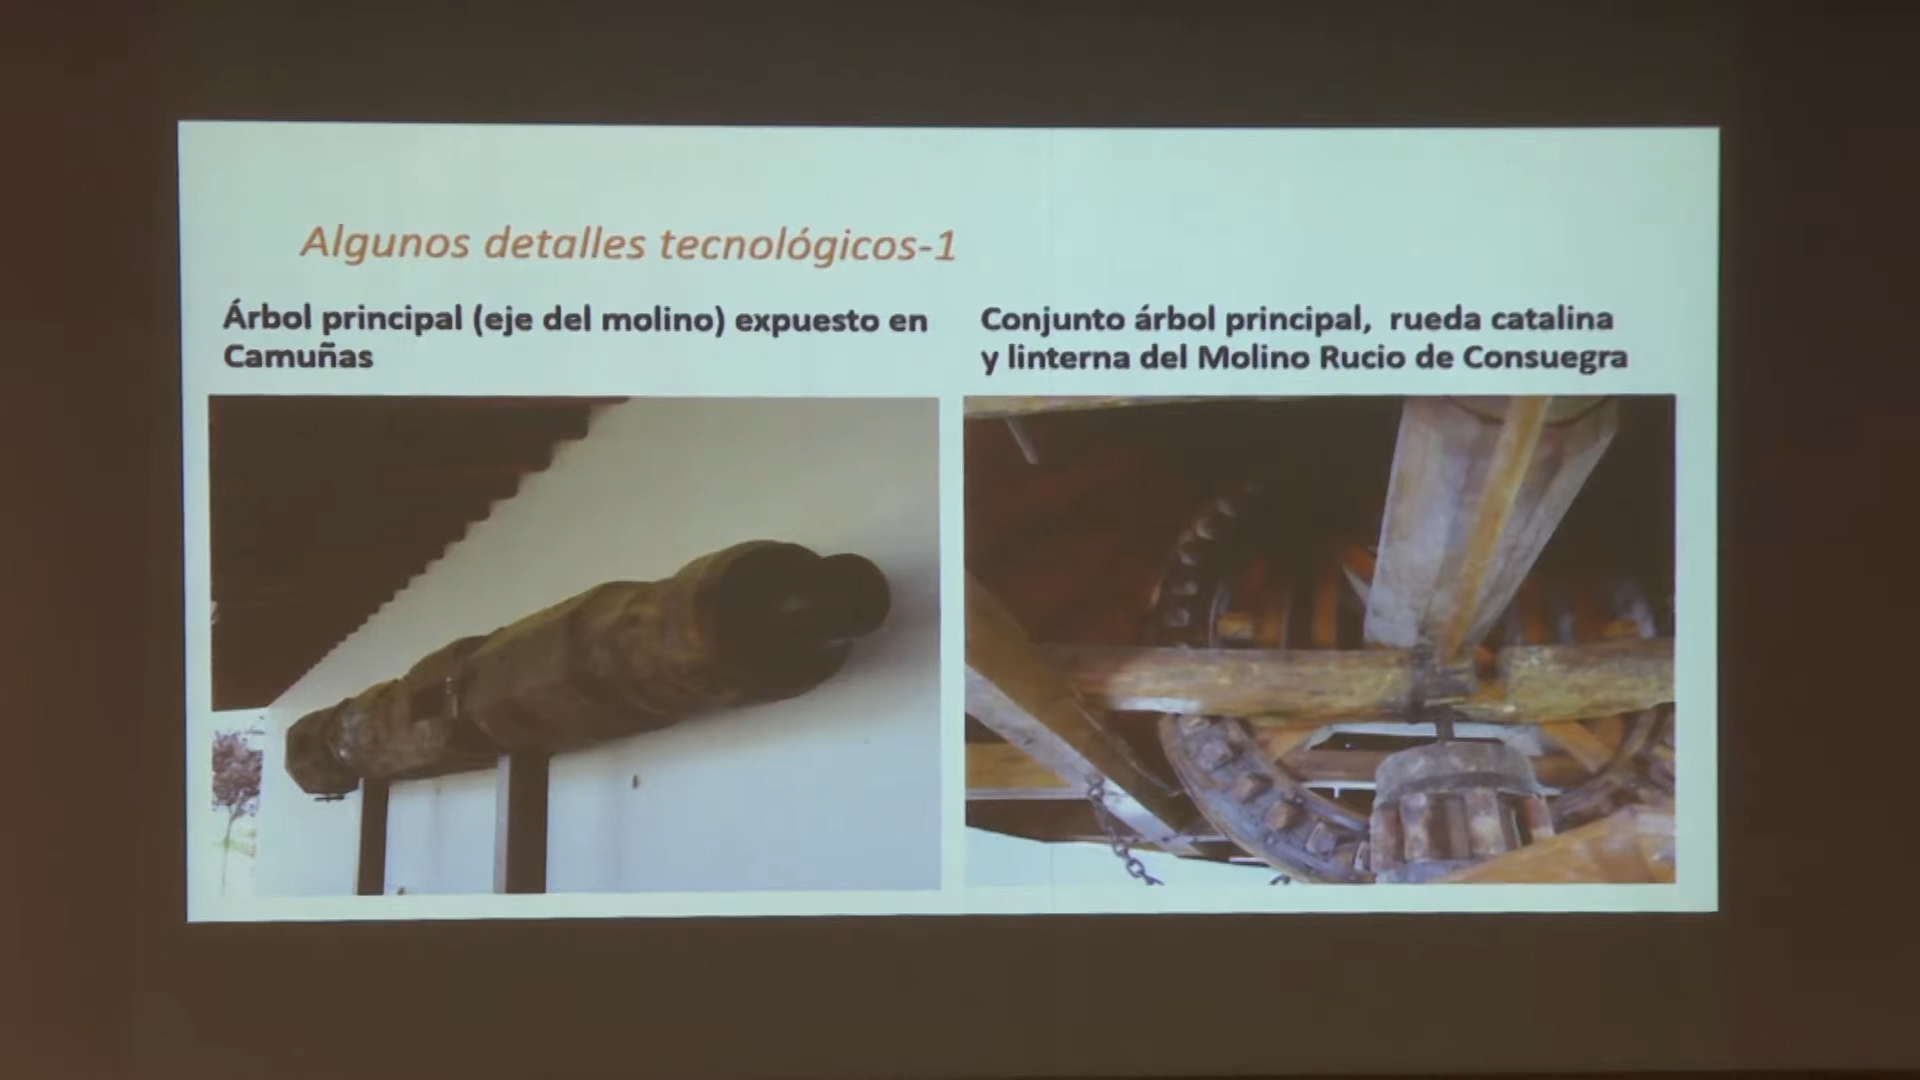 Algunos detalles tecnológicos-1
Árbol principal (eje del molino) expuesto en
Camuñas
Conjunto árbol principal, rueda catalina
y linterna del Molino Rucio de Consuegra